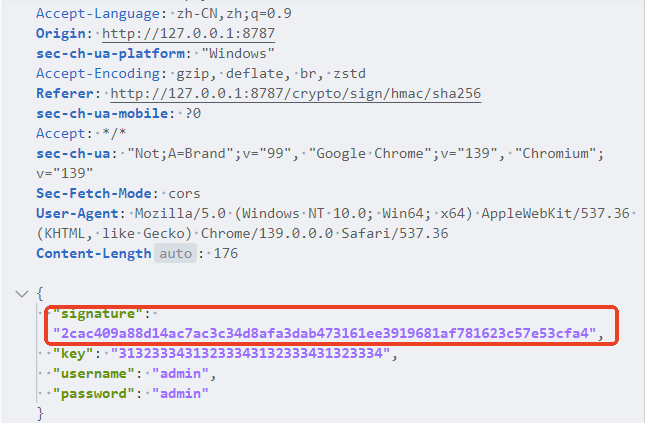 Accept-Language: zh-CN,zh;q=0.9
Origin: http://127.0.0.1:8787
sec-ch-ua-platform: "Windows"
Accept-Encoding: gzip, deflate, br, zstd
Referer: http://127.0.0.1:8787/crypto/sign/hmac/sha256
sec-ch-ua-mobile: ?0
Accept: */*
sec-ch-ua: "Not;A=Brand";v="99", "Google Chrome";v="139", "Chromium";
v="139"
Sec-Fetch-Mode: cors
User-Agent: Mozilla/5.0 (Windows NT 10.0; Win64; x64) AppleWebKit/537.36
(KHTML, like Gecko) Chrome/139.0.0.0 Safari/537.36
Content-Length auto : 176
{
"signature":
"2cac409a88d14ac7ac3c34d8afa3dab473161ee3919681af781623c57e53cfa4",
"key": "31323334313233343132333431323334",
"username": "admin",
"password": "admin"
}